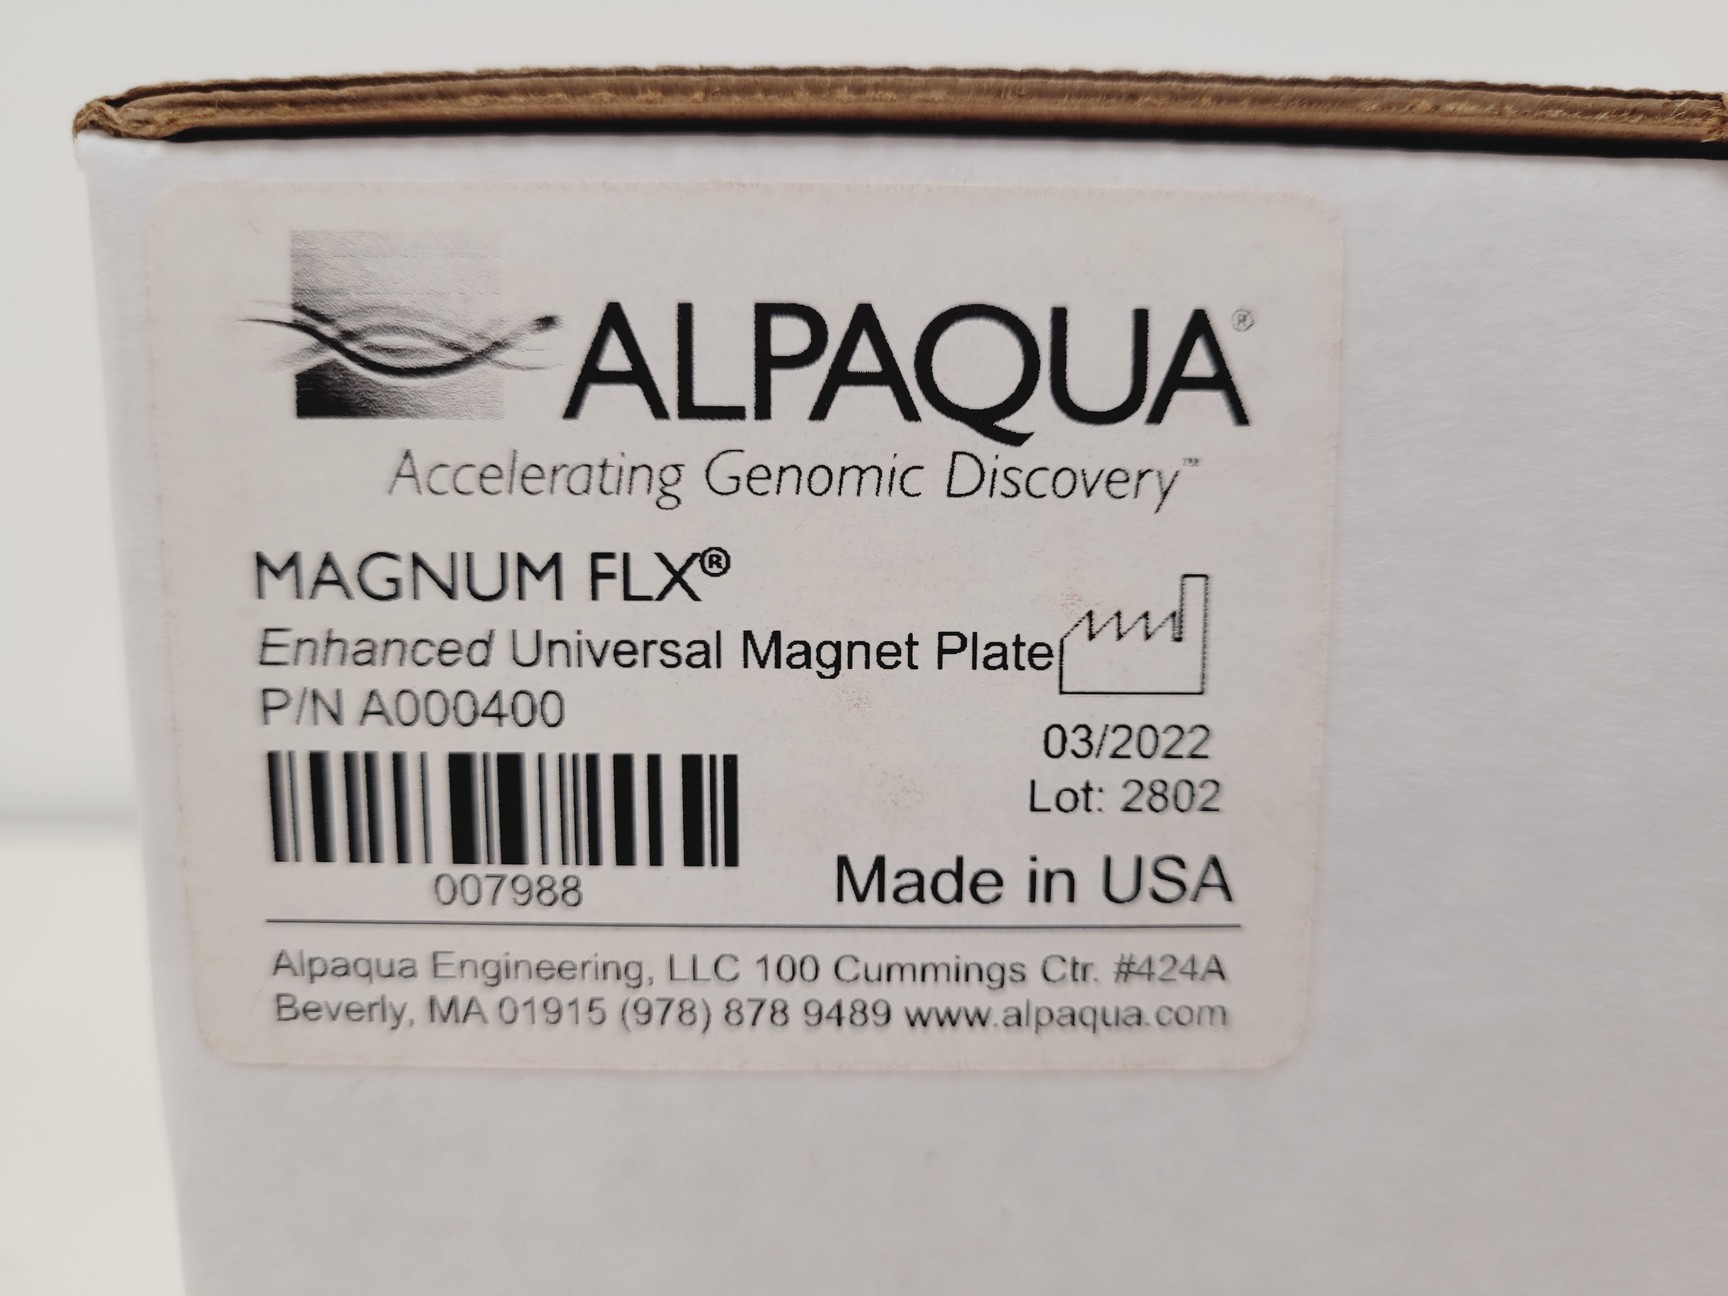 ALPAQUA®
Accelerating Genomic Discovery™
MAGNUM FLX®
Enhanced Universal Magnet Plate
P/N A000400
03/2022
Lot: 2802
007988
Made in USA
Alpaqua Engineering, LLC 100 Cummings Ctr. #424A
Beverly, MA 01915 (978) 878 9489 www.alpaqua.com